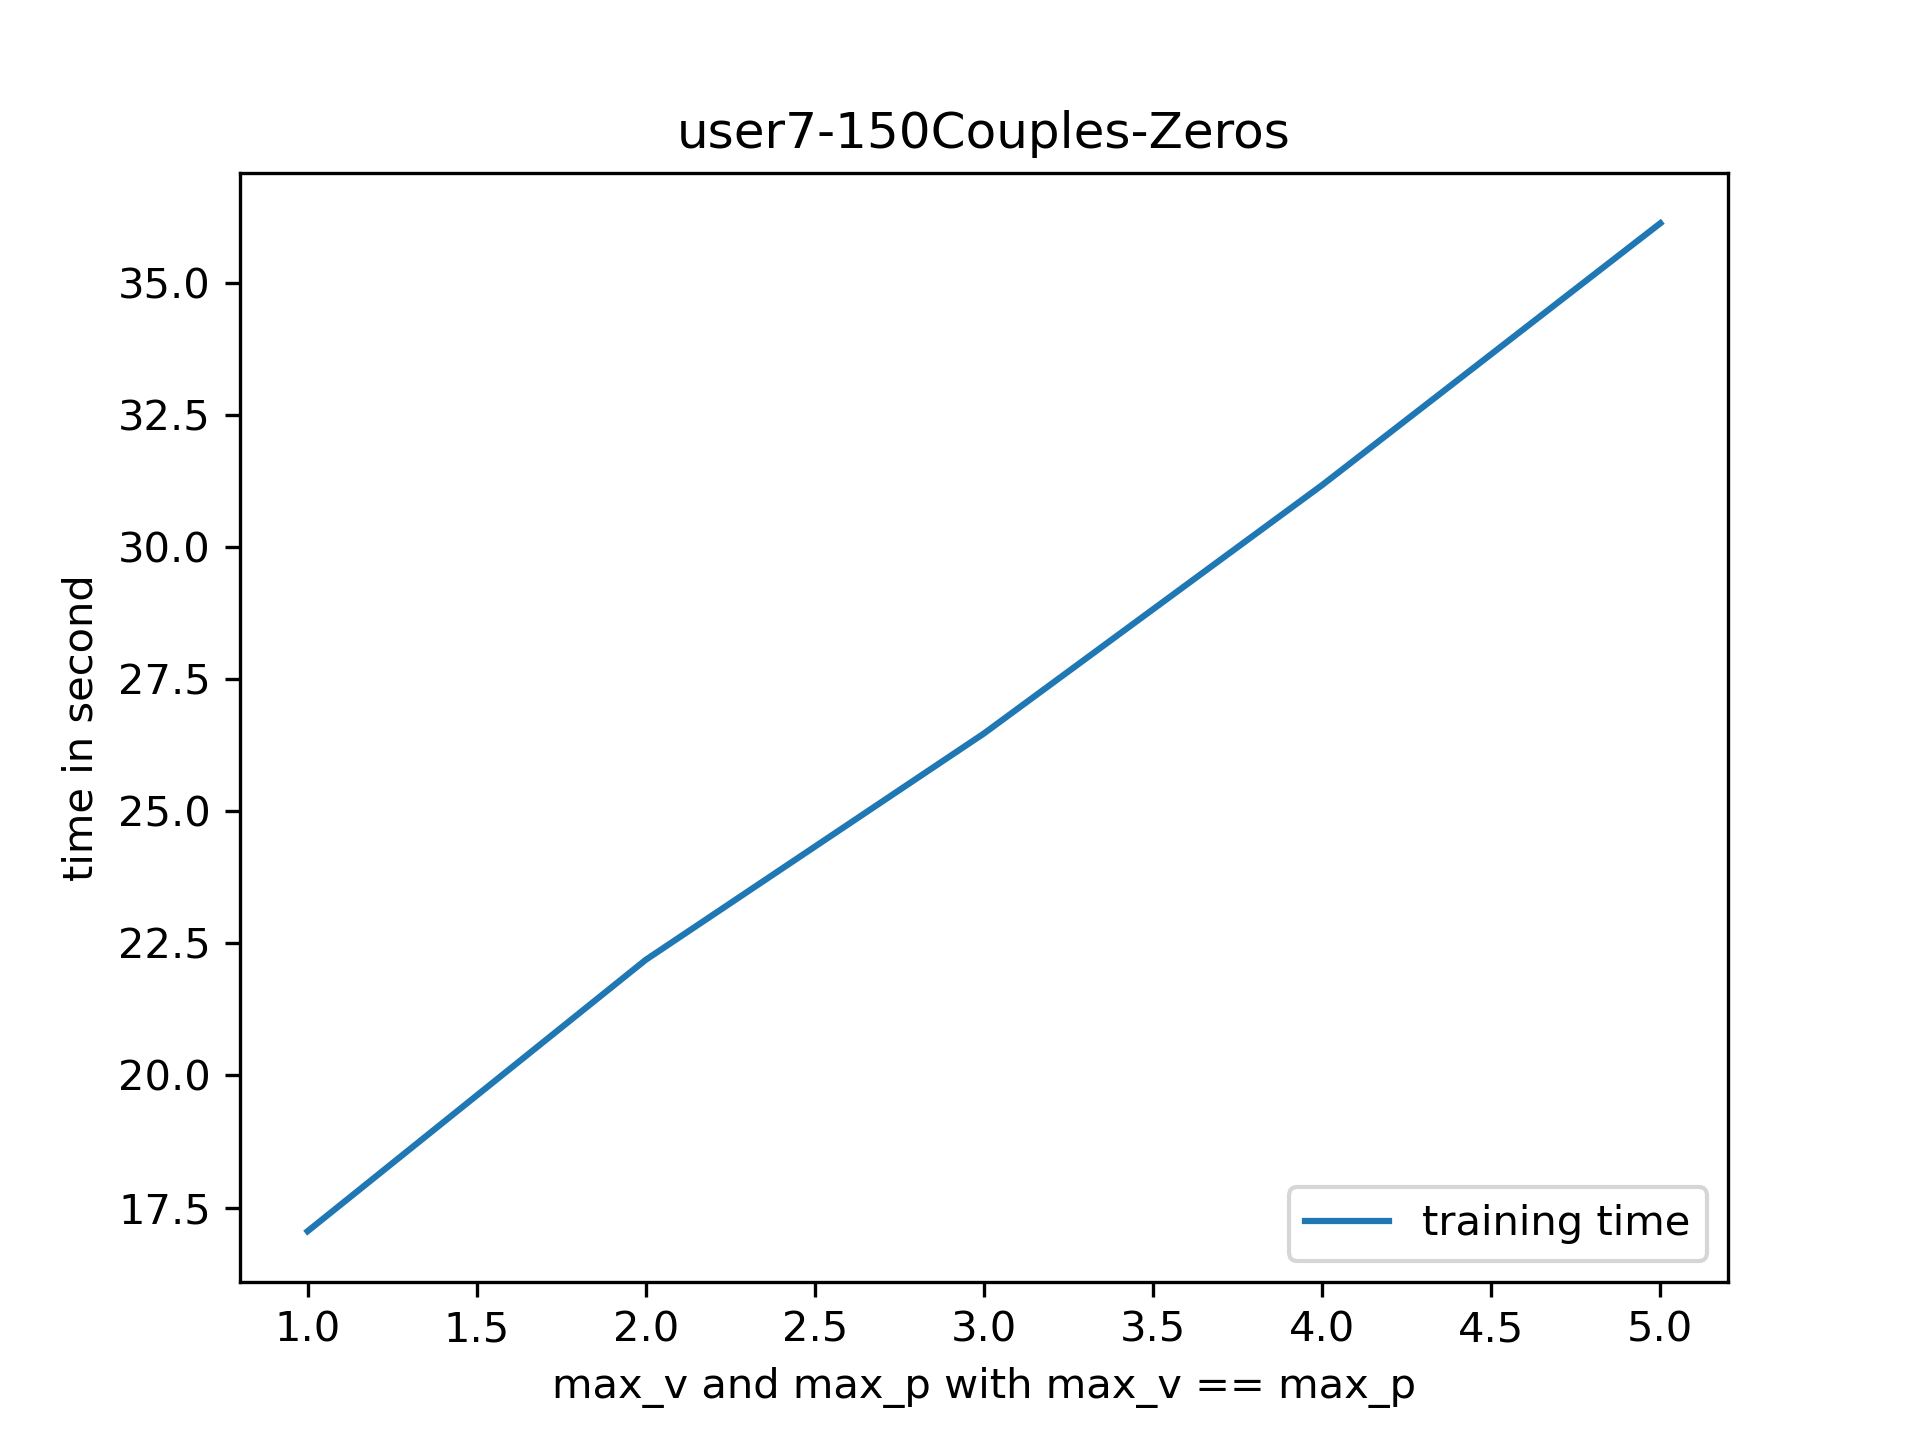 user7-150Couples-Zeros
35.0
32.5
30.0
27.5
25.0
22.5
20.0
17.5
time in second
training time
1.0 1.5 2.0 2.5 3.0 3.5 4.0 4.5 5.0
max_v and max_p with max_v == max_p